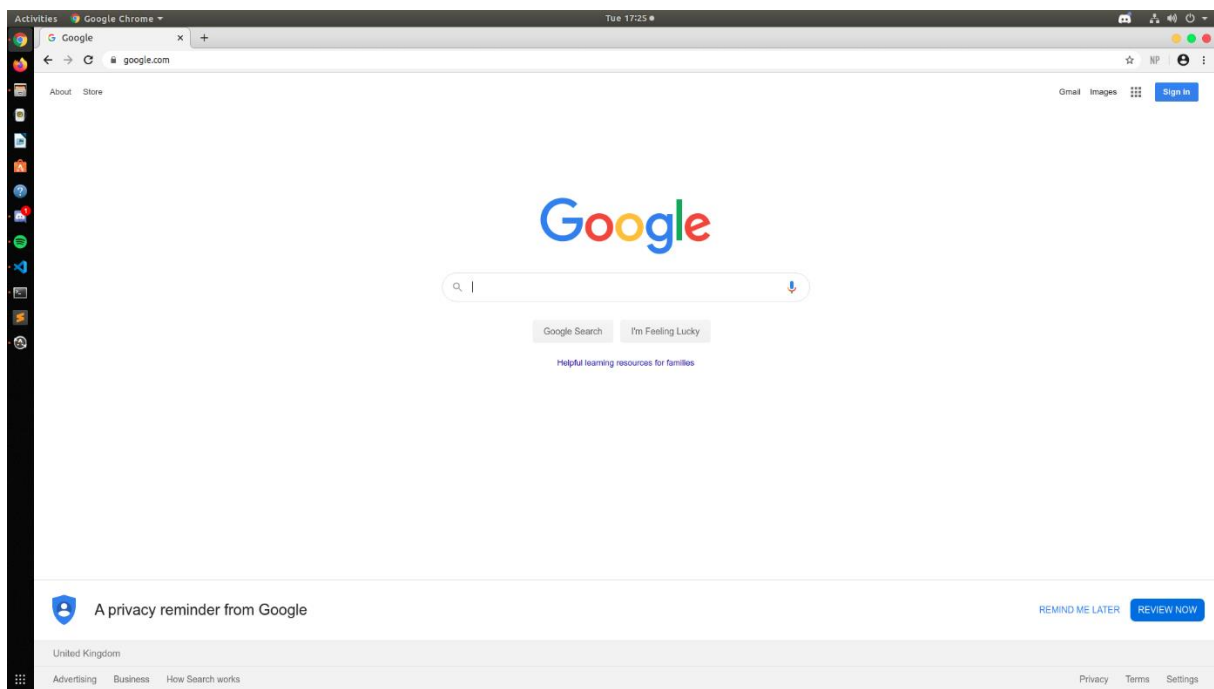 Activities Google Chrome Tue 17:25
Google
google.com NP
About Store Gmail Images Sign in
Google
Google Search I'm Feeling Lucky
Helpful learning resources for families
A privacy reminder from Google REMIND ME LATER REVIEW NOW
United Kingdom
Advertising Business How Search works Privacy Terms Settings